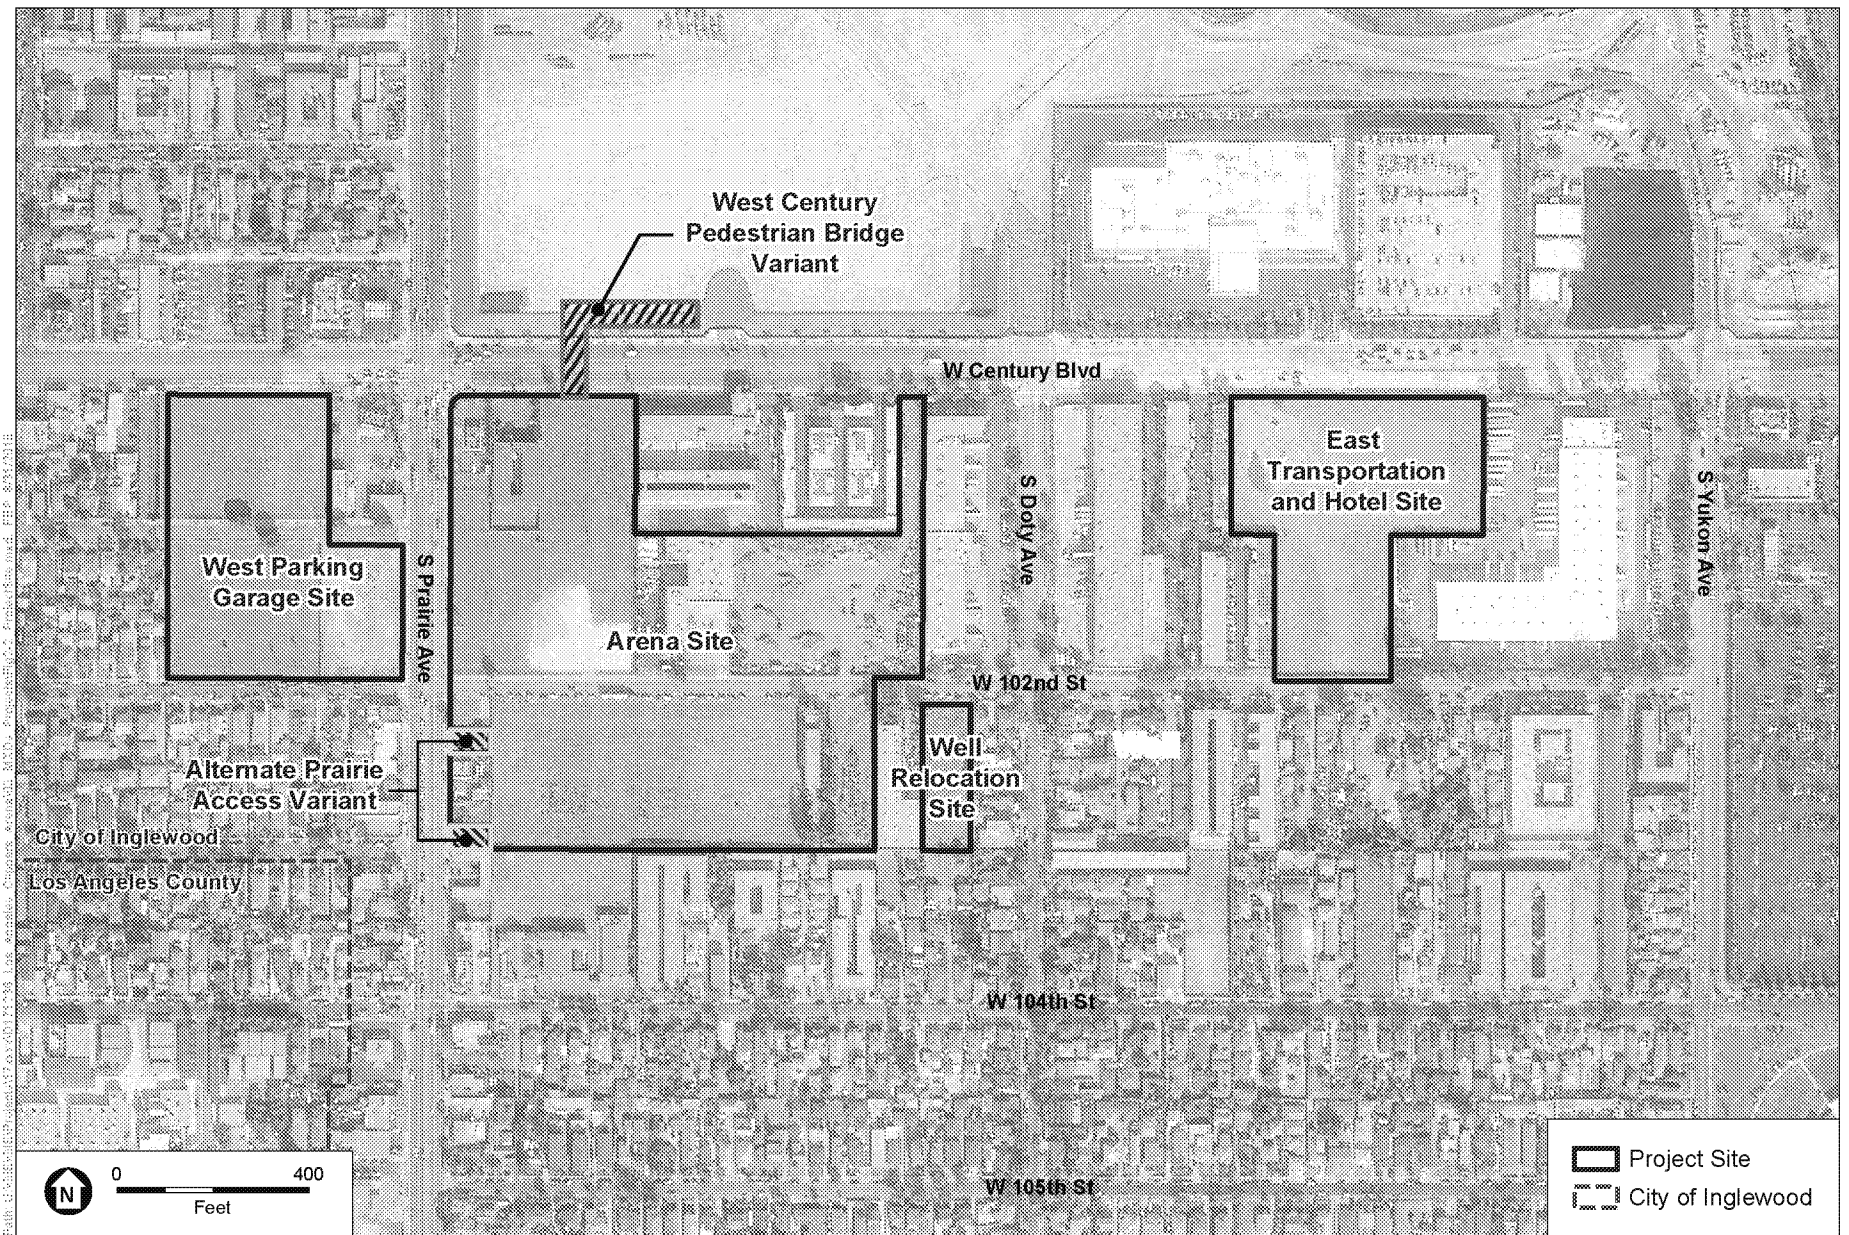 West Century
Pedestrian Bridge
Variant
W Century Blvd
East
Transportation
and Hotel Site
S Doty Ave
S Yukon Ave
West Parking
Garage Site
S Prairie Ave
Arena Site
W 102nd St
Well
Relocation
Site
Alternate Prairie
Access Variant
City of Inglewood
Los Angeles County
W 104th St
W 105th St
N
0 400
Feet
Project Site
City of Inglewood